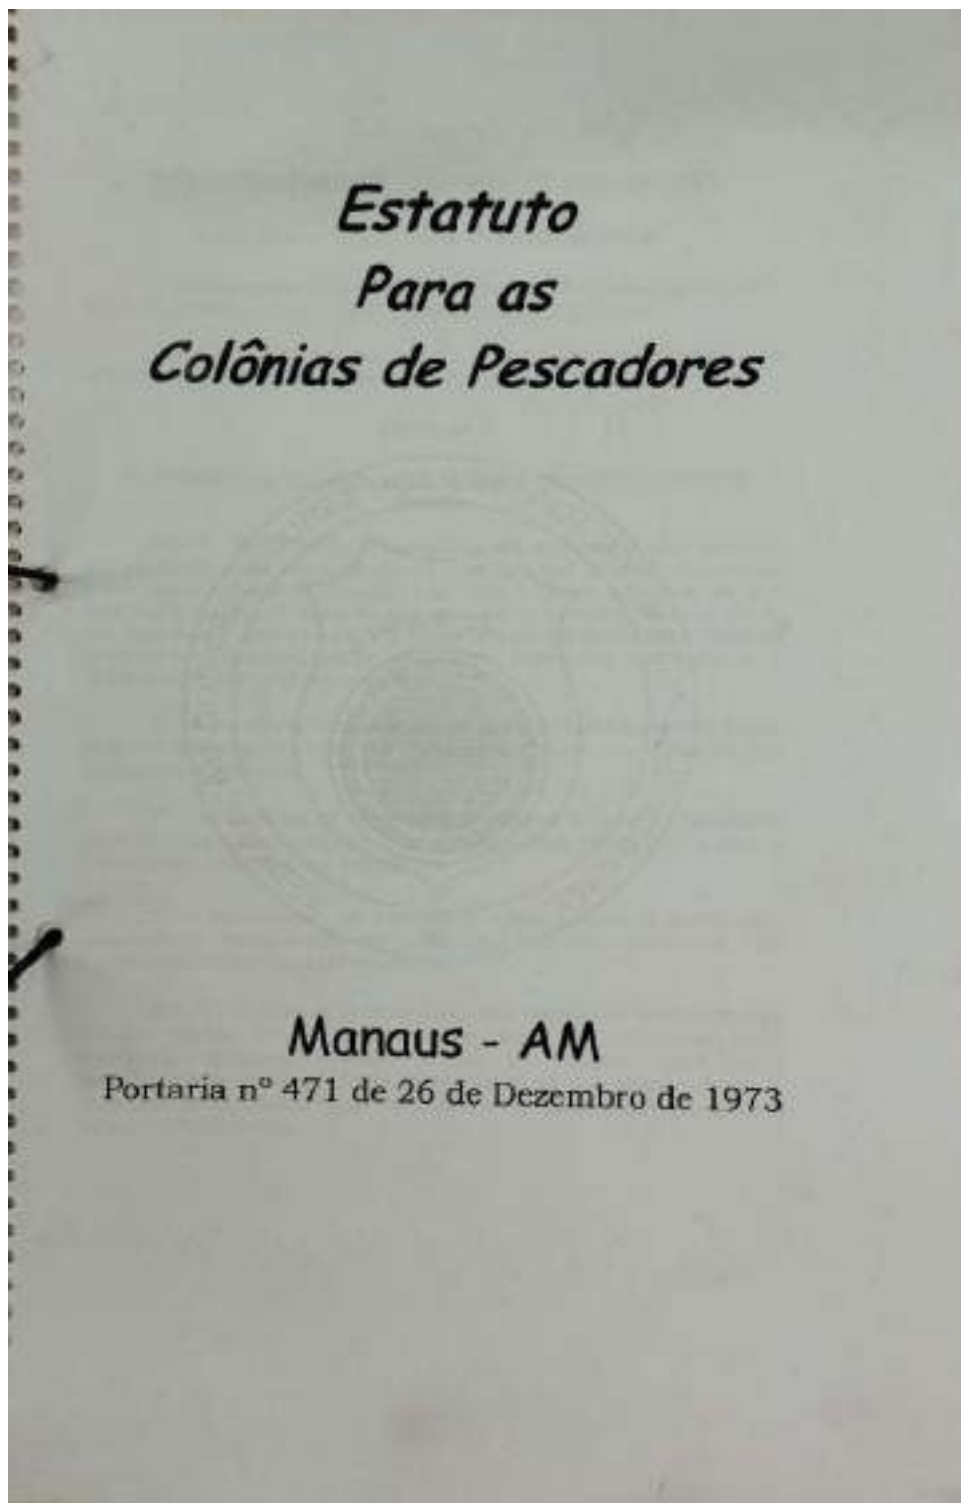 Estatuto
Para as
Colônias de Pescadores
Manaus - AM
Portaria nº 471 de 26 de Dezembro de 1973